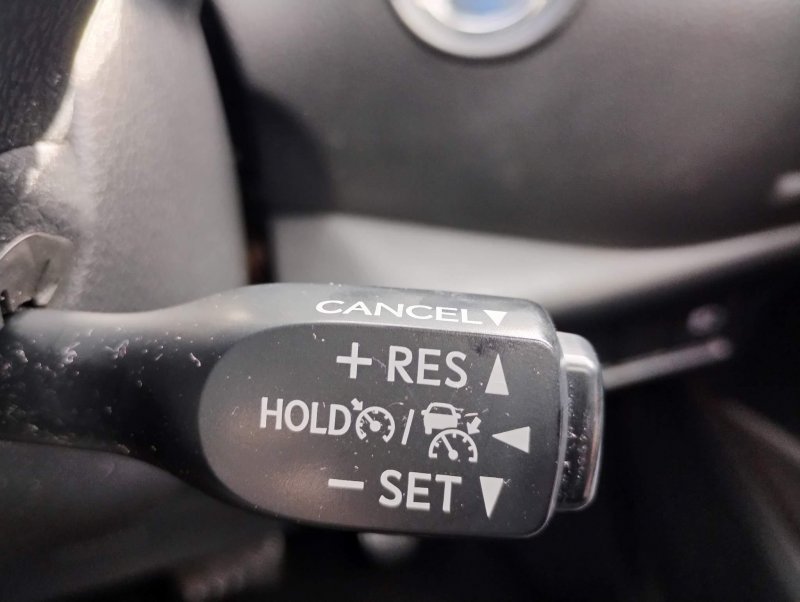 CANCEL▼
+ RES ▲
HOLD / ◀
− SET ▼